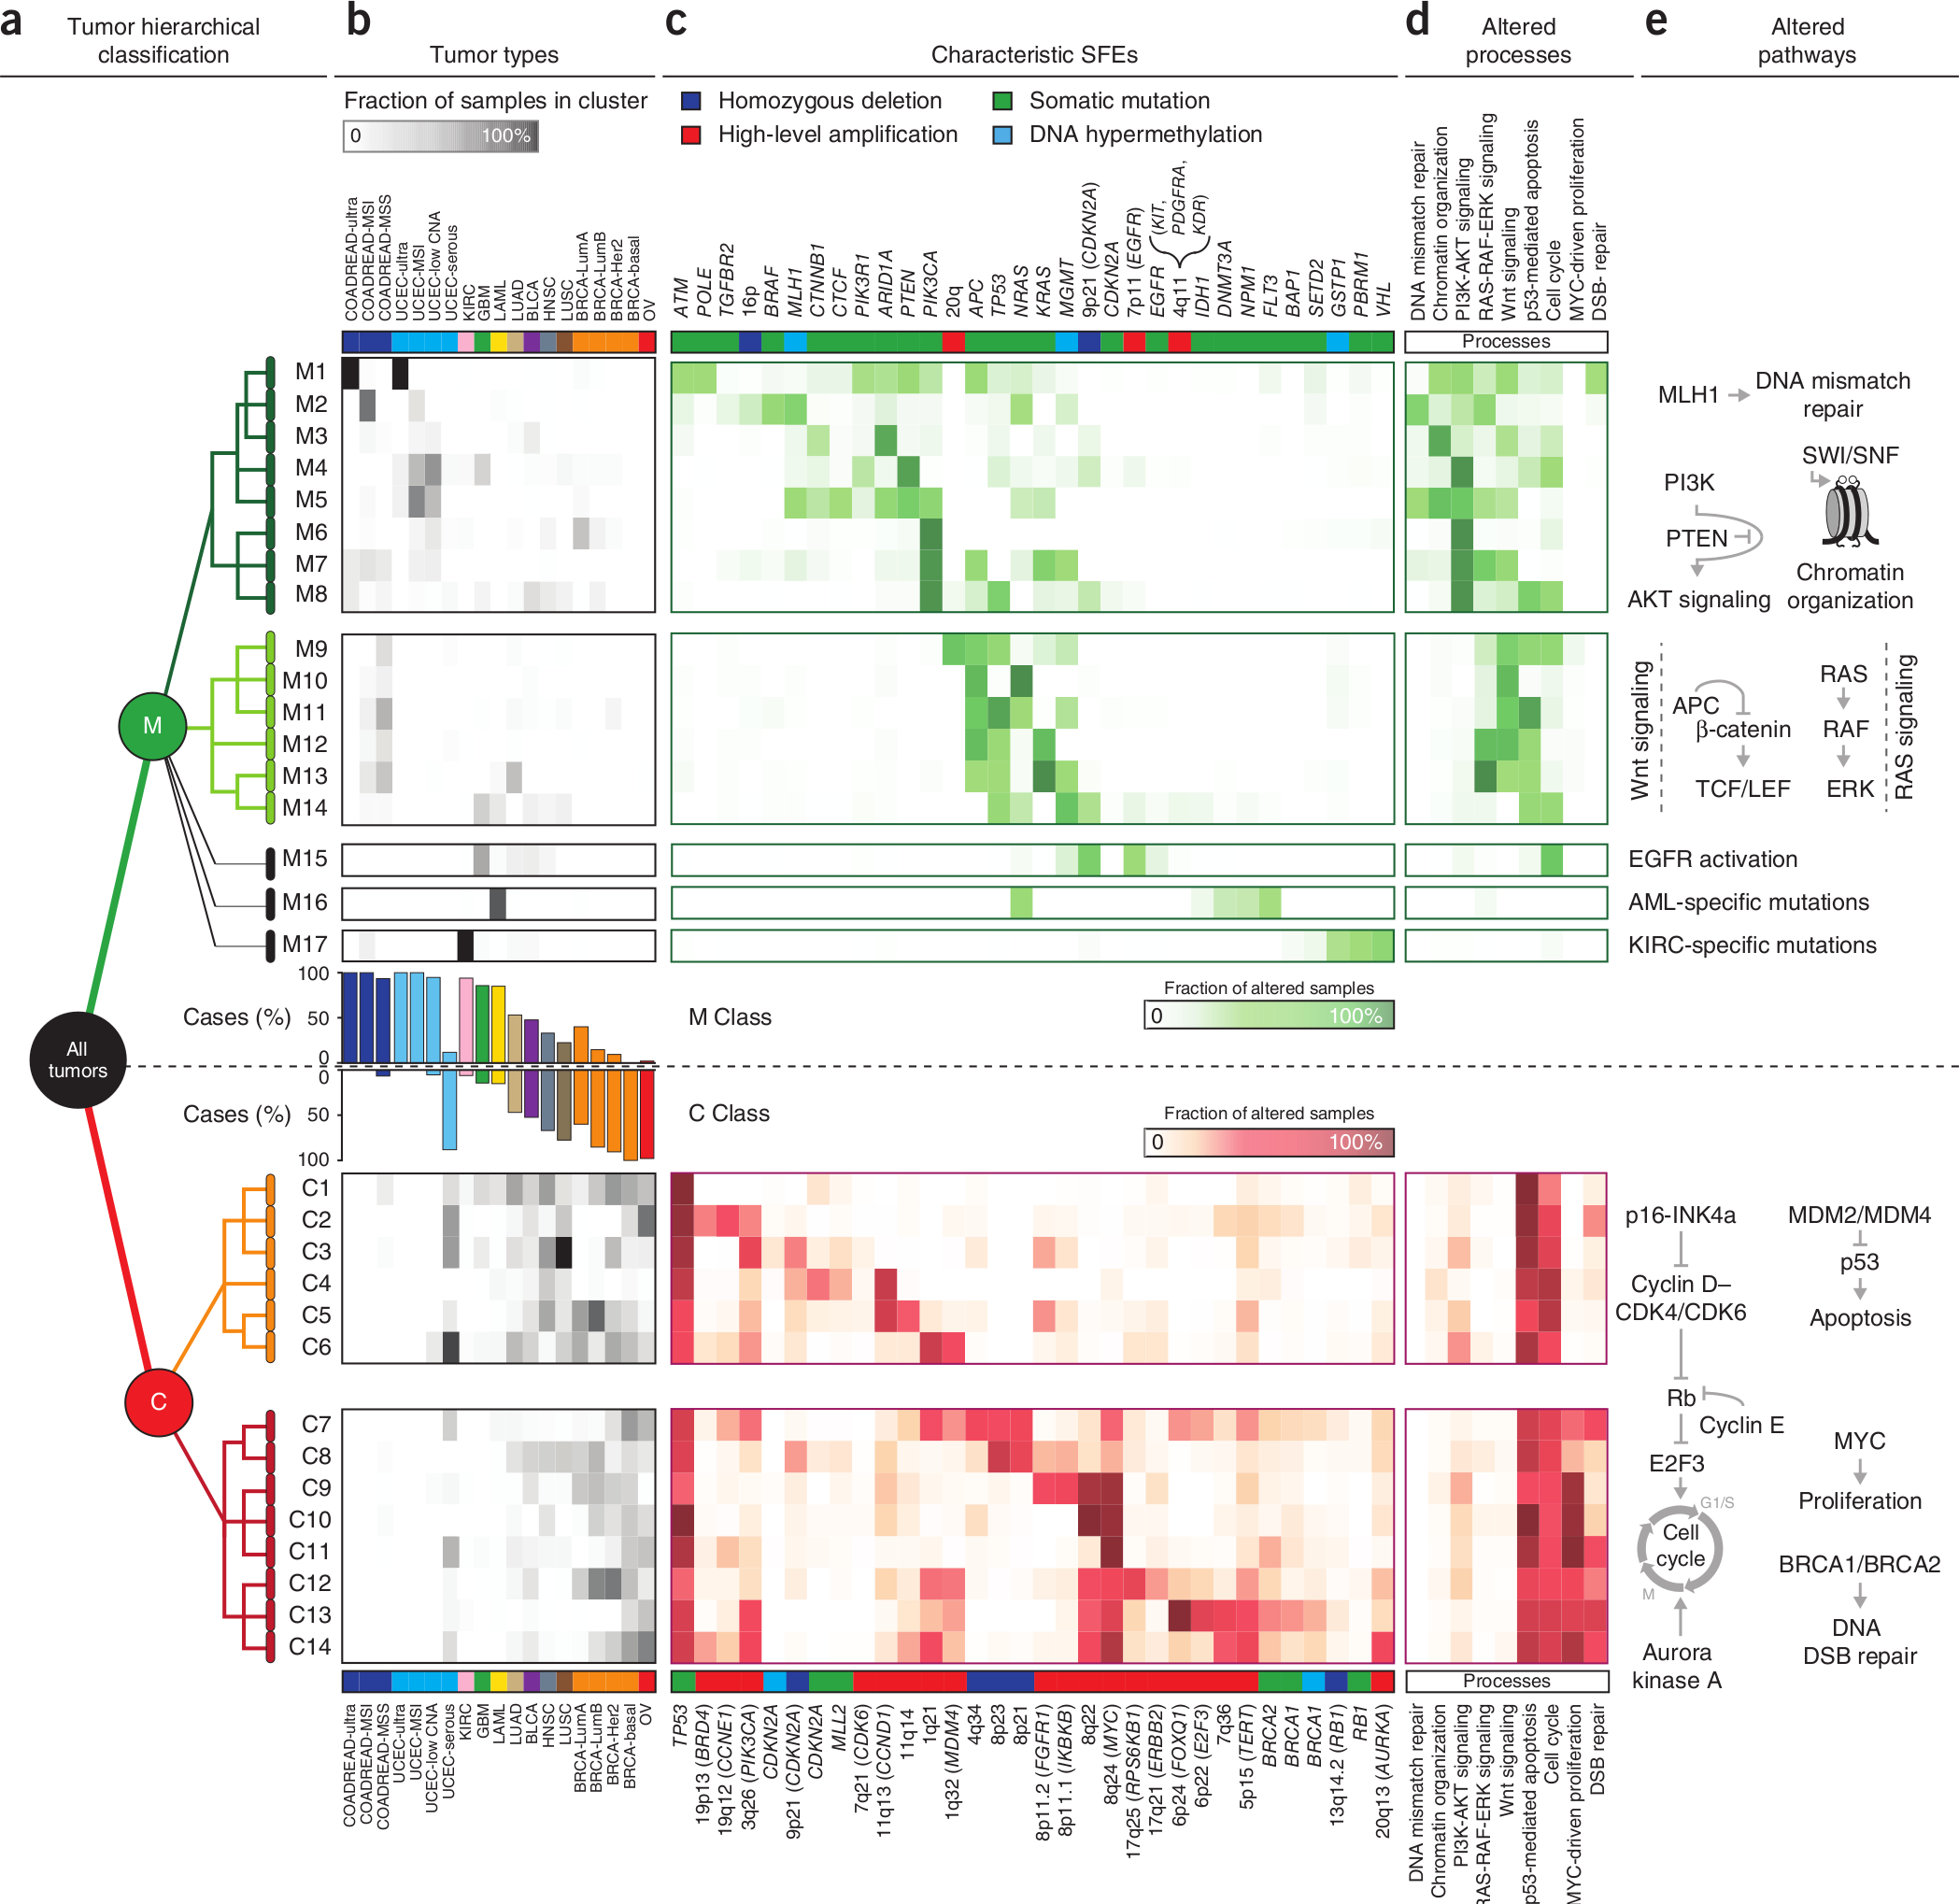 a
Tumor hierarchical
classification
b
Tumor types
c
Characteristic SFEs
d
Altered
processes
e
Altered
pathways
Fraction of samples in cluster
0
100%
Homozygous deletion
High-level amplification
Somatic mutation
DNA hypermethylation
COADREAD-ultra
COADREAD-MSI
COADREAD-MSS
UCEC-ultra
UCEC-MSI
UCEC-low CNA
UCEC-serous
KIRC
GBM
LAML
LUAD
BLCA
HNSC
LUSC
BRCA-LumA
BRCA-LumB
BRCA-Her2
BRCA-basal
OV
ATM
POLE
TGFBR2
16p
BRAF
MLH1
CTNNB1
CTCF
PIK3R1
ARID1A
PTEN
PIK3CA
20q
APC
TP53
NRAS
KRAS
MGMT
9p21 (CDKN2A)
CDKN2A
7p11 (EGFR)
EGFR
4q11
(KIT,
PDGFRA,
KDR)
IDH1
DNMT3A
NPM1
FLT3
BAP1
SETD2
GSTP1
PBRM1
VHL
DNA mismatch repair
Chromatin organization
PI3K-AKT signaling
RAS-RAF-ERK signaling
Wnt signaling
p53-mediated apoptosis
Cell cycle
MYC-driven proliferation
DSB- repair
Processes
M1
M2
M3
M4
M5
M6
M7
M8
M9
M10
M11
M12
M13
M14
M15
M16
M17
MLH1
DNA mismatch
repair
SWI/SNF
PI3K
PTEN
AKT signaling
Chromatin
organization
Wnt signaling
APC
β-catenin
TCF/LEF
RAS
RAF
ERK
RAS signaling
EGFR activation
AML-specific mutations
KIRC-specific mutations
M
All
tumors
C
100
50
0
Cases (%)
M Class
Fraction of altered samples
0
100%
0
50
100
Cases (%)
C Class
Fraction of altered samples
0
100%
C1
C2
C3
C4
C5
C6
C7
C8
C9
C10
C11
C12
C13
C14
p16-INK4a
Cyclin D–
CDK4/CDK6
Rb
Cyclin E
E2F3
G1/S
Cell
cycle
M
Aurora
kinase A
MDM2/MDM4
p53
Apoptosis
MYC
Proliferation
BRCA1/BRCA2
DNA
DSB repair
Processes
COADREAD-ultra
COADREAD-MSI
COADREAD-MSS
UCEC-ultra
UCEC-MSI
UCEC-low CNA
UCEC-serous
KIRC
GBM
LAML
LUAD
BLCA
HNSC
LUSC
BRCA-LumA
BRCA-LumB
BRCA-Her2
BRCA-basal
OV
TP53
19p13 (BRD4)
19q12 (CCNE1)
3q26 (PIK3CA)
CDKN2A
9p21 (CDKN2A)
CDKN2A
MLL2
7q21 (CDK6)
11q13 (CCND1)
11q14
1q21
1q32 (MDM4)
4q34
8p23
8p21
8p11.2 (FGFR1)
8p11.1 (IKBKB)
8q22
8q24 (MYC)
17q25 (RPS6KB1)
17q21 (ERBB2)
6p24 (FOXQ1)
6p22 (E2F3)
7q36
5p15 (TERT)
BRCA2
BRCA1
BRCA1
13q14.2 (RB1)
RB1
20q13 (AURKA)
DNA mismatch repair
Chromatin organization
PI3K-AKT signaling
RAS-RAF-ERK signaling
Wnt signaling
p53-mediated apoptosis
Cell cycle
MYC-driven proliferation
DSB repair